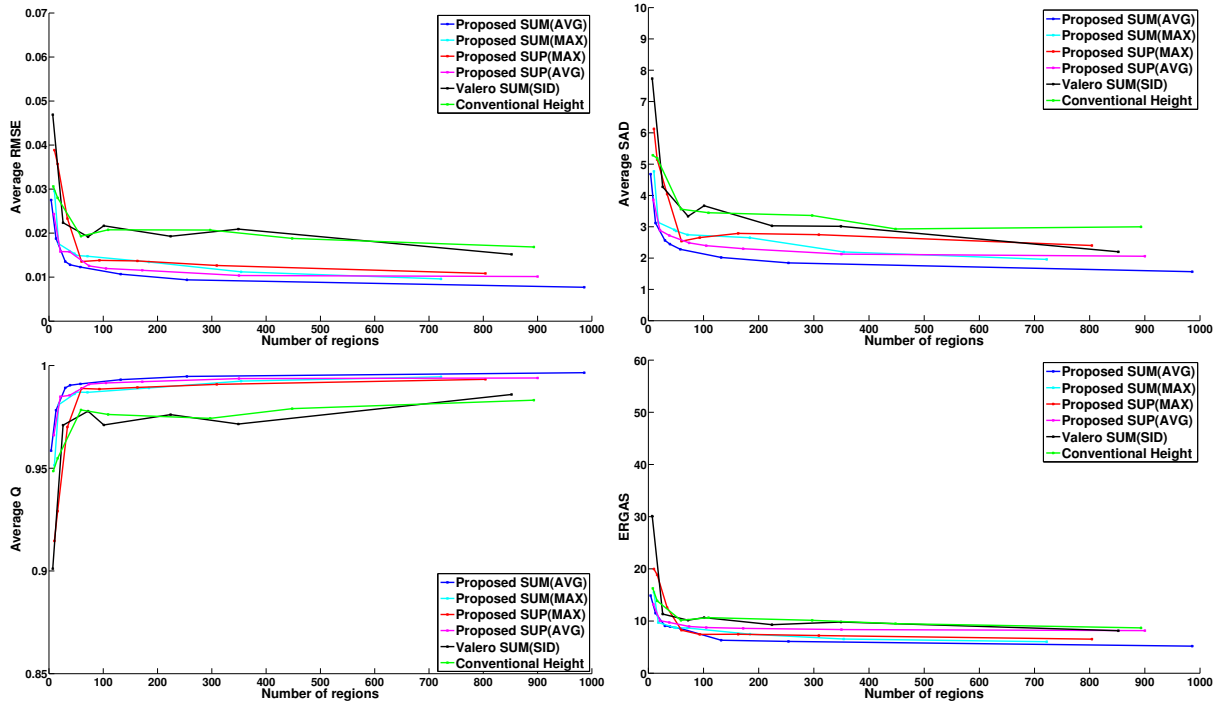 0.07
0.06
0.05
0.04
0.03
0.02
0.01
0
Average RMSE
0 100 200 300 400 500 600 700 800 900 1000
Number of regions
Proposed SUM(AVG)
Proposed SUM(MAX)
Proposed SUP(MAX)
Proposed SUP(AVG)
Valero SUM(SID)
Conventional Height
10
9
8
7
6
5
4
3
2
1
0
Average SAD
0 100 200 300 400 500 600 700 800 900 1000
Number of regions
Proposed SUM(AVG)
Proposed SUM(MAX)
Proposed SUP(MAX)
Proposed SUP(AVG)
Valero SUM(SID)
Conventional Height
1
0.95
0.9
0.85
Average Q
0 100 200 300 400 500 600 700 800 900 1000
Number of regions
Proposed SUM(AVG)
Proposed SUM(MAX)
Proposed SUP(MAX)
Proposed SUP(AVG)
Valero SUM(SID)
Conventional Height
60
50
40
30
20
10
0
ERGAS
0 100 200 300 400 500 600 700 800 900 1000
Number of regions
Proposed SUM(AVG)
Proposed SUM(MAX)
Proposed SUP(MAX)
Proposed SUP(AVG)
Valero SUM(SID)
Conventional Height